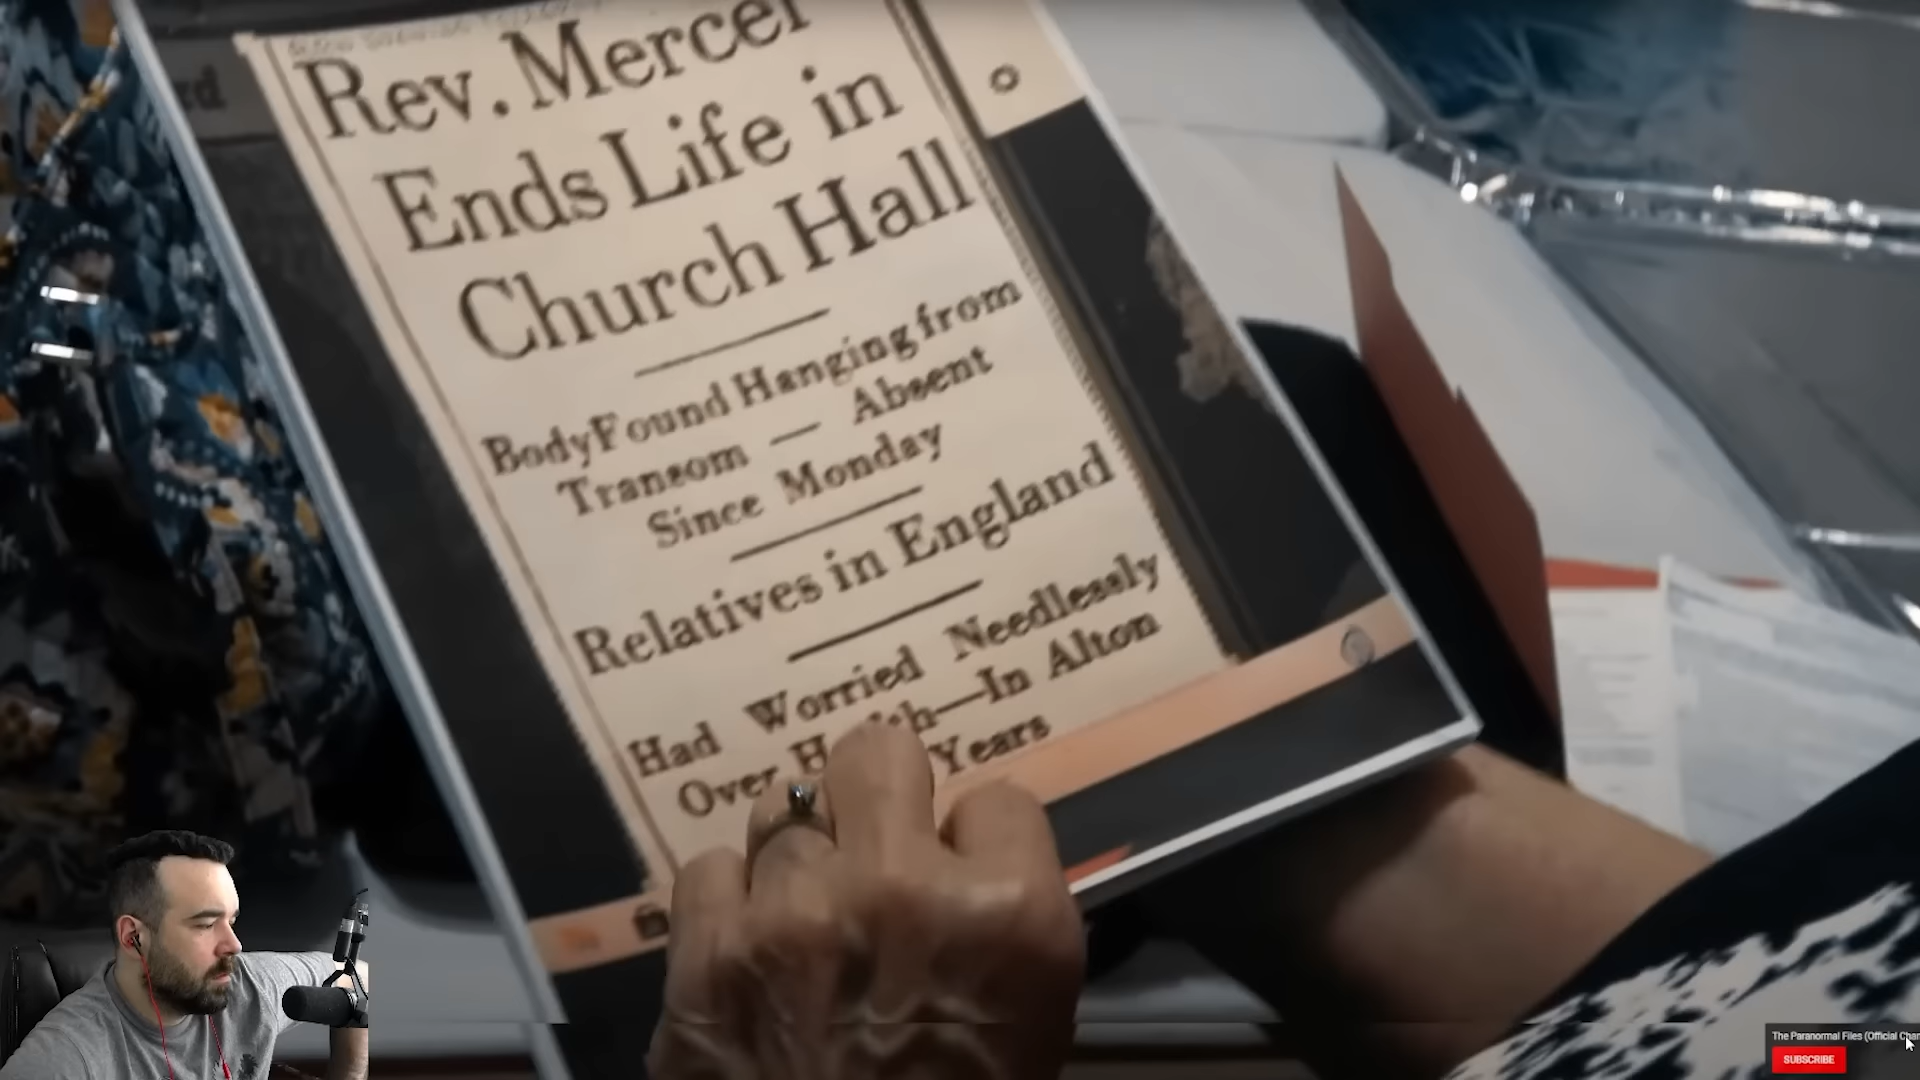 rd
Rev. Mercer
Ends Life in
Church Hall
Body Found Hanging from
Transom — Absent
Since Monday
Relatives in England
Had Worried Needlessly
Over —In Alton
Years
The Paranormal Files (Official
SUBSCRIBE